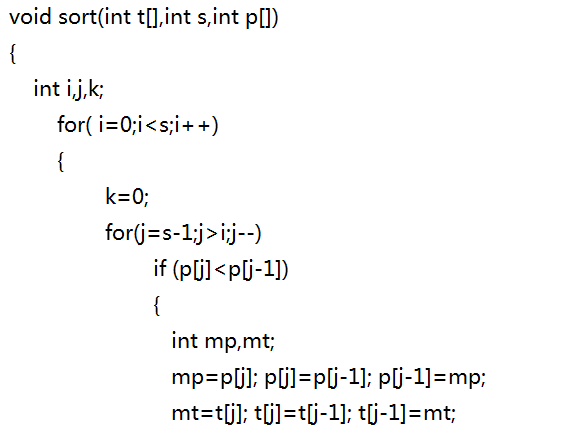 void sort(int t[],int s,int p[])
{
int i,j,k;
for( i=0;i<s;i++)
{
k=0;
for(j=s-1;j>i;j--)
if (p[j]<p[j-1])
{
int mp,mt;
mp=p[j]; p[j]=p[j-1]; p[j-1]=mp;
mt=t[j]; t[j]=t[j-1]; t[j-1]=mt;